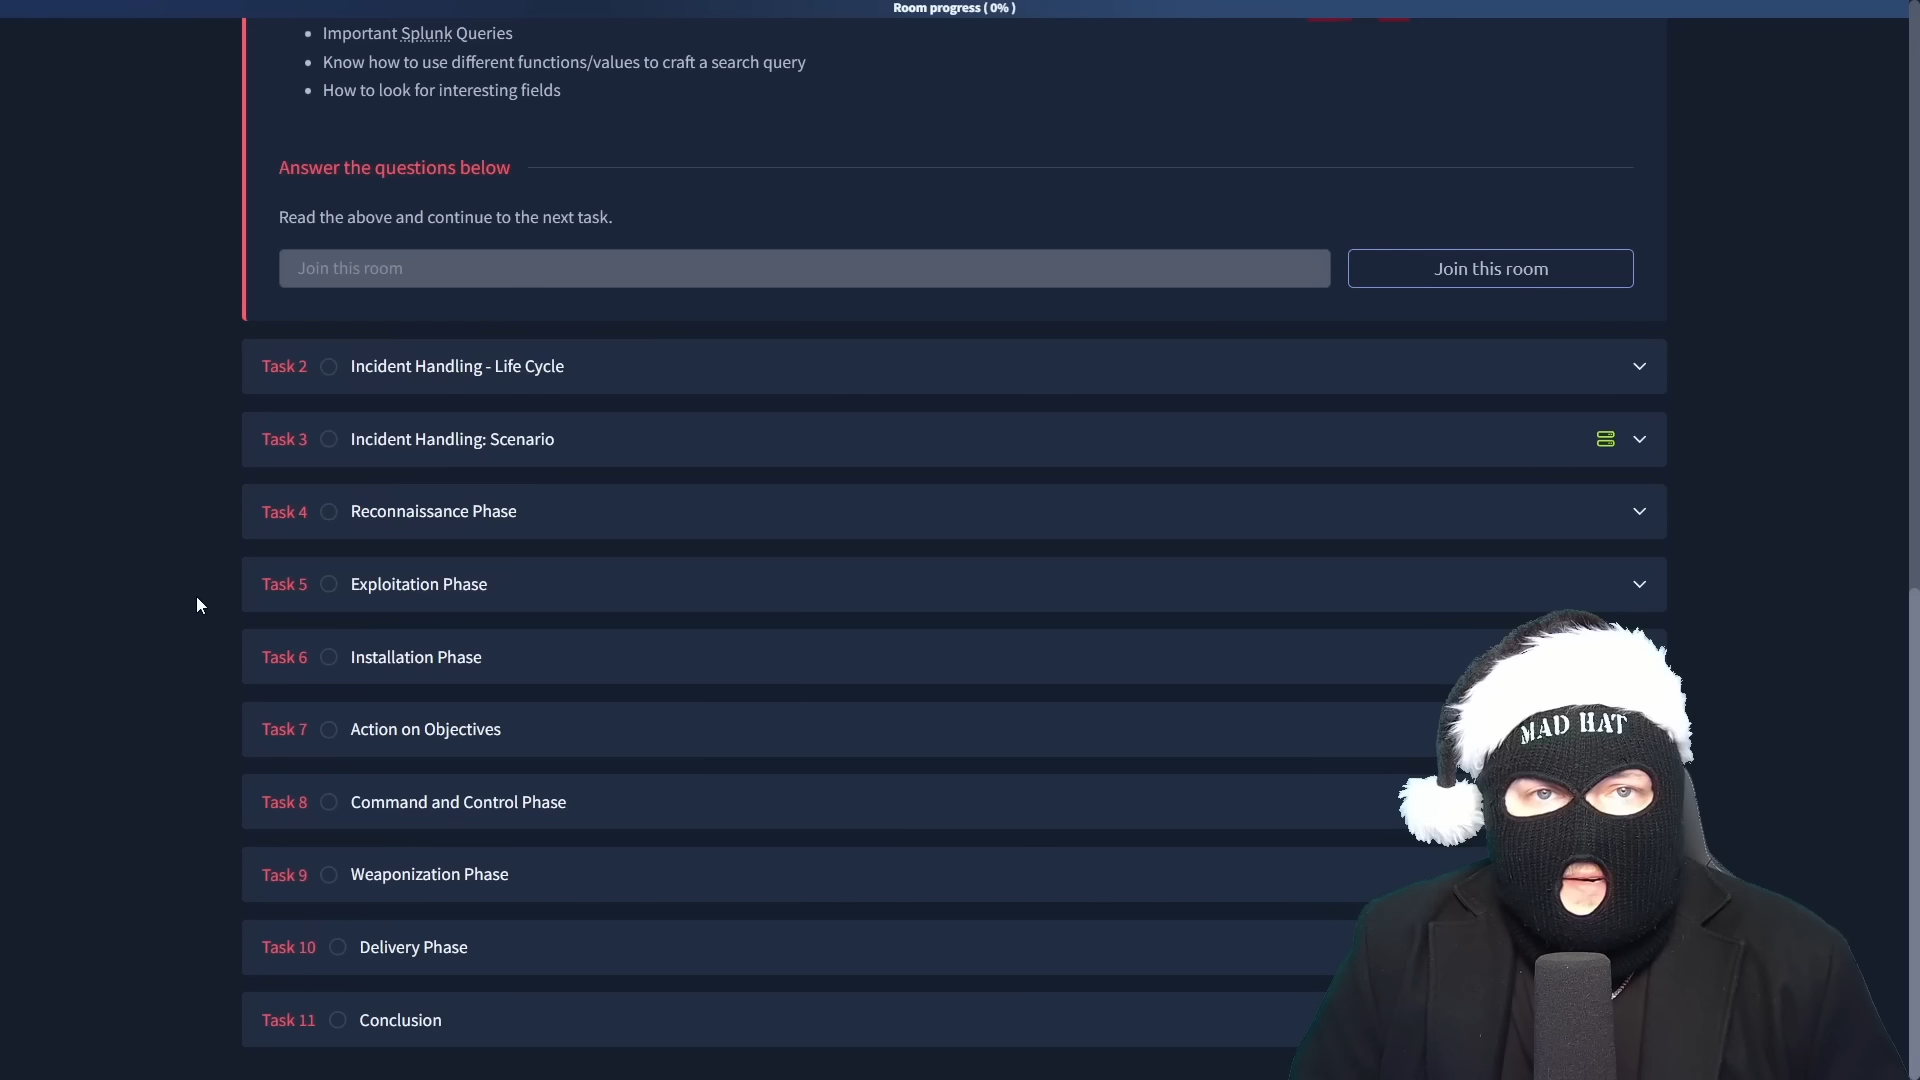 Room progress ( 0% )
Important Splunk Queries
Know how to use different functions/values to craft a search query
How to look for interesting fields
Answer the questions below
Read the above and continue to the next task.
Join this room
Join this room
Task 2 Incident Handling - Life Cycle
Task 3 Incident Handling: Scenario
Task 4 Reconnaissance Phase
Task 5 Exploitation Phase
Task 6 Installation Phase
Task 7 Action on Objectives
Task 8 Command and Control Phase
Task 9 Weaponization Phase
Task 10 Delivery Phase
Task 11 Conclusion
MAD HAT